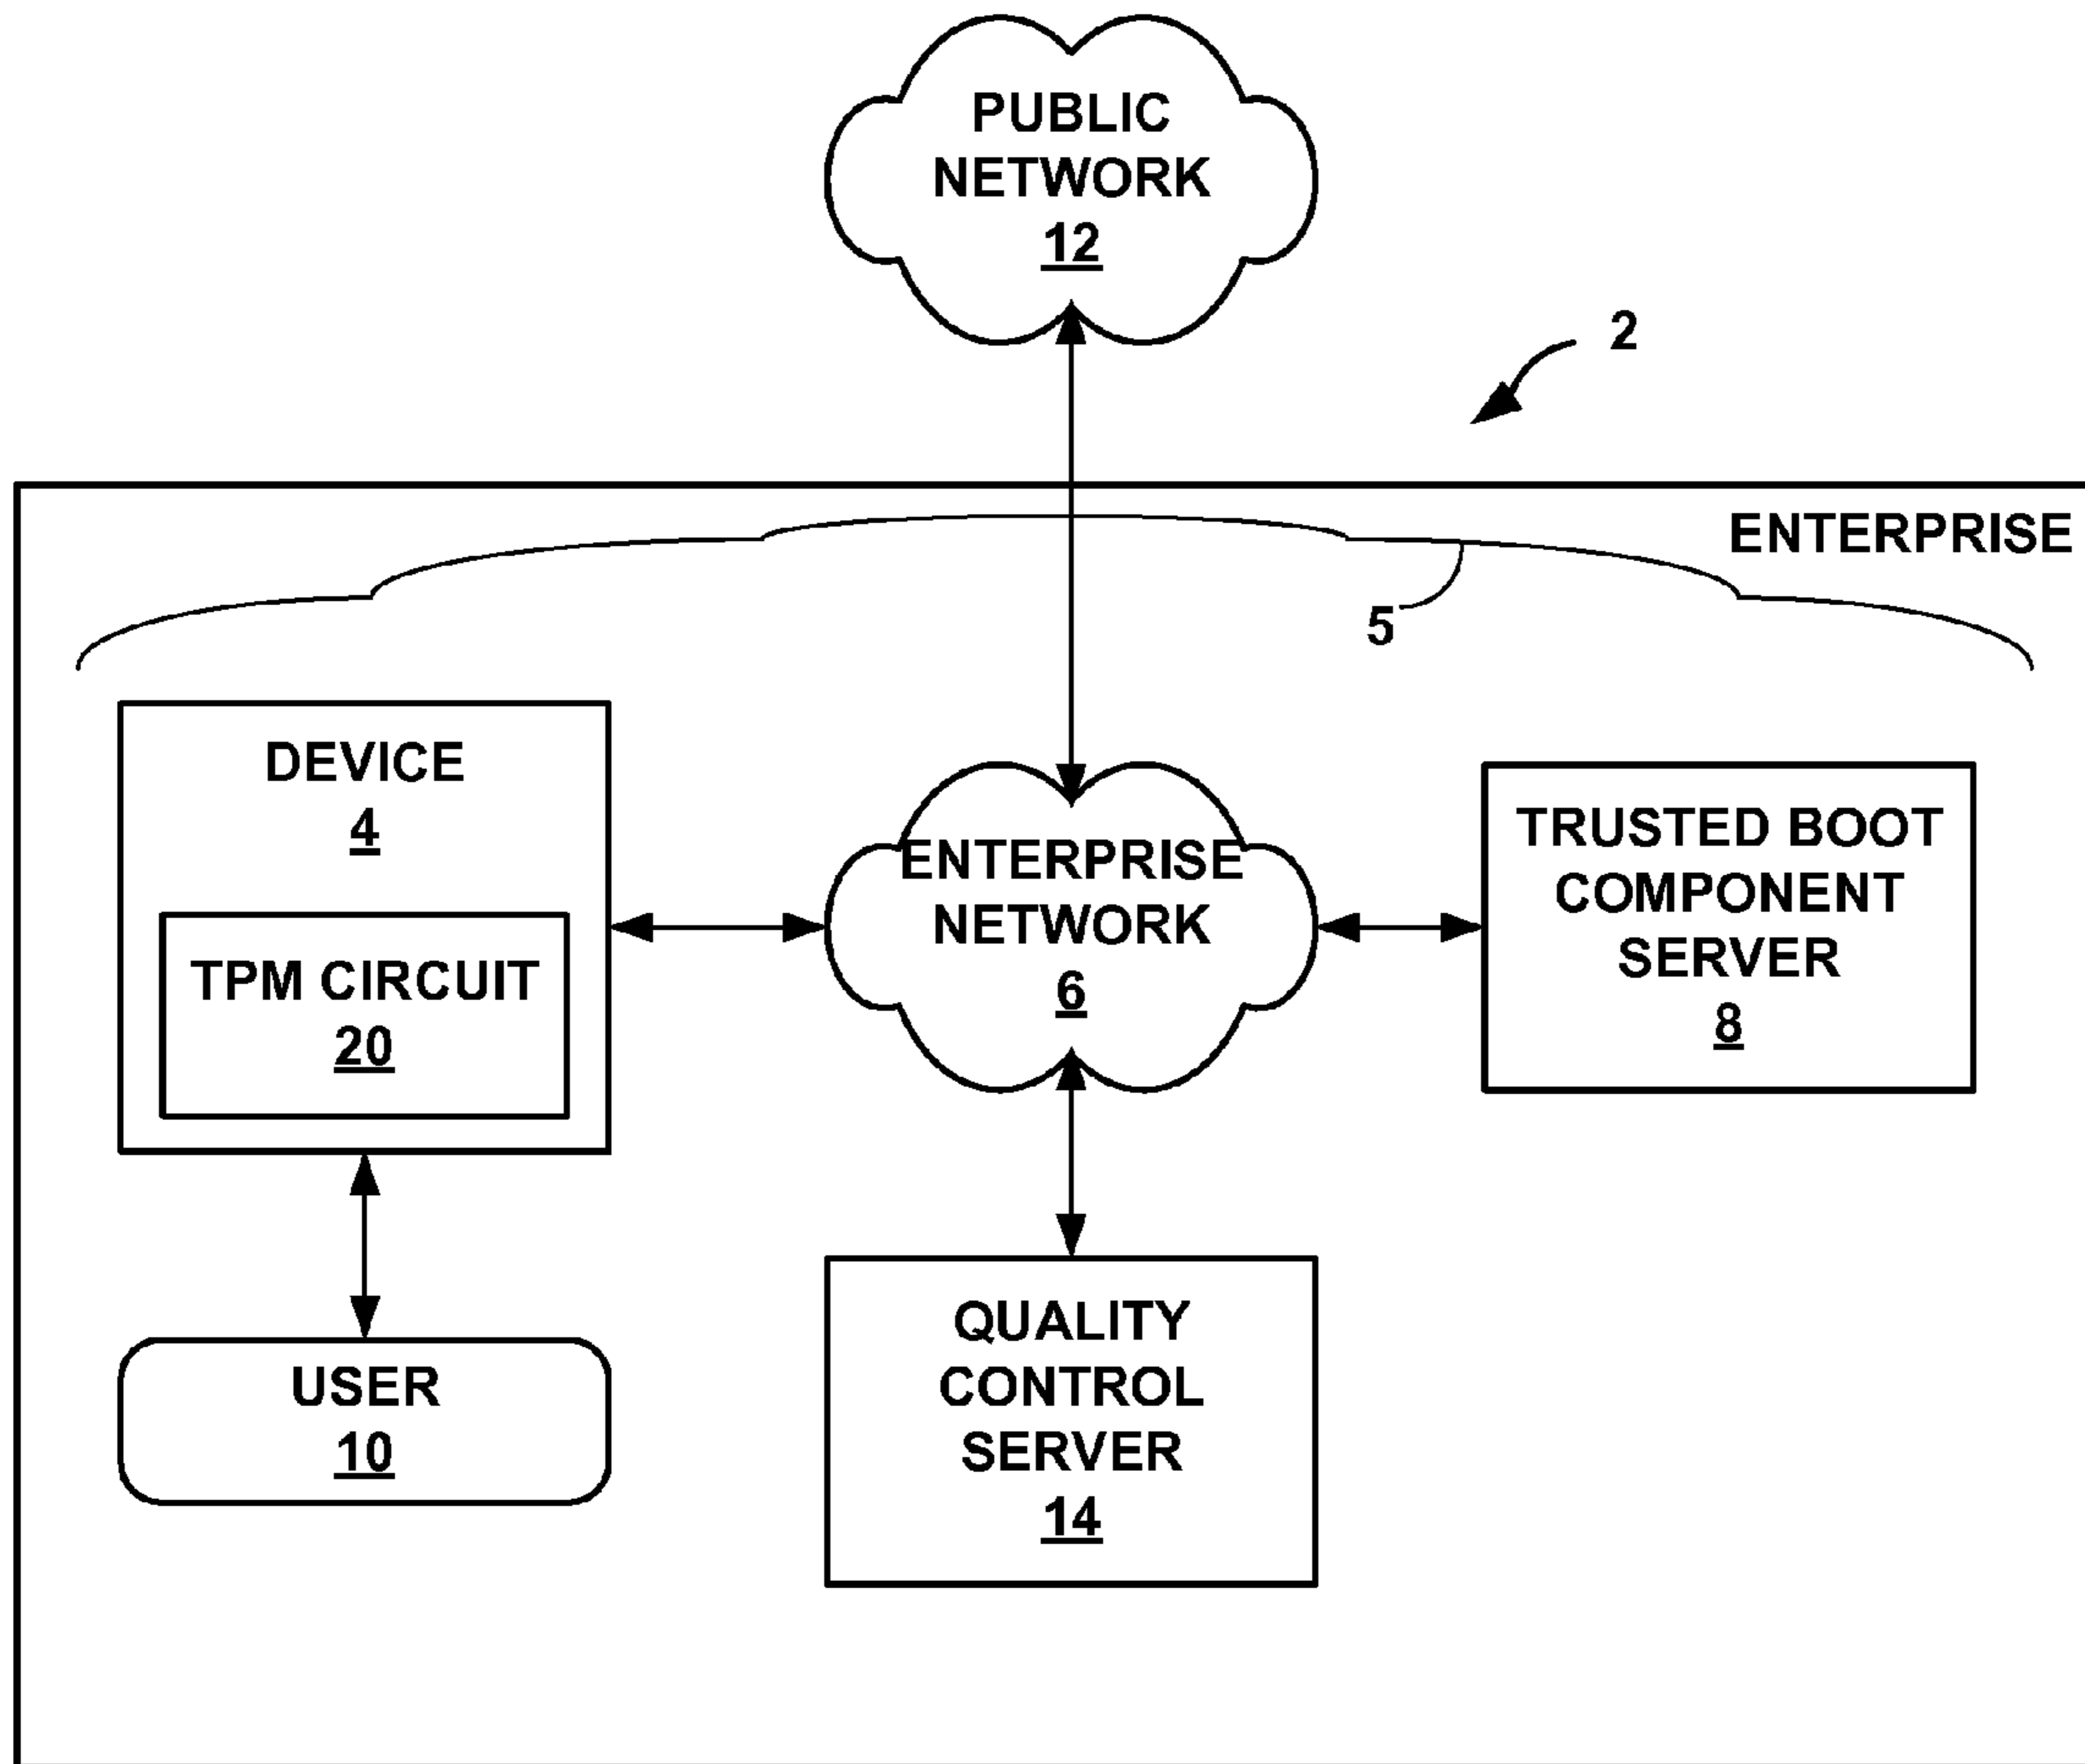 PUBLIC
NETWORK
12
2
ENTERPRISE
5
DEVICE
4
TPM CIRCUIT
20
ENTERPRISE
NETWORK
6
TRUSTED BOOT
COMPONENT
SERVER
8
USER
10
QUALITY
CONTROL
SERVER
14